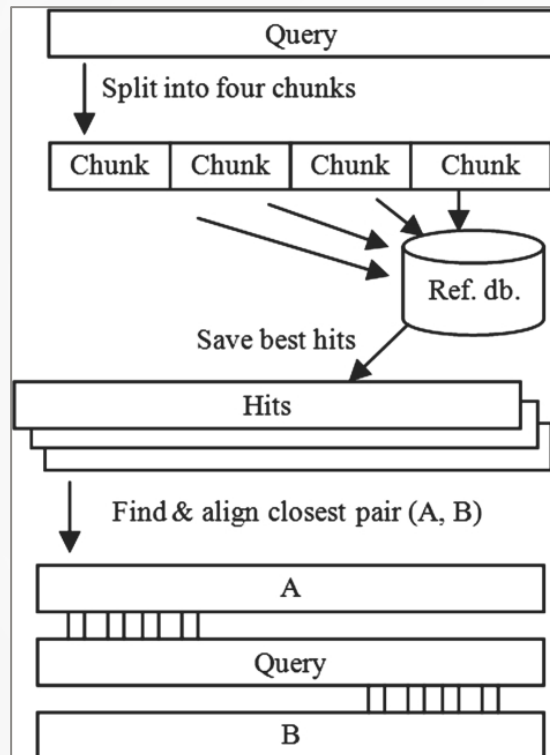 Query
Split into four chunks
Chunk Chunk Chunk Chunk
Ref. db.
Save best hits
Hits
Find & align closest pair (A, B)
A
Query
B